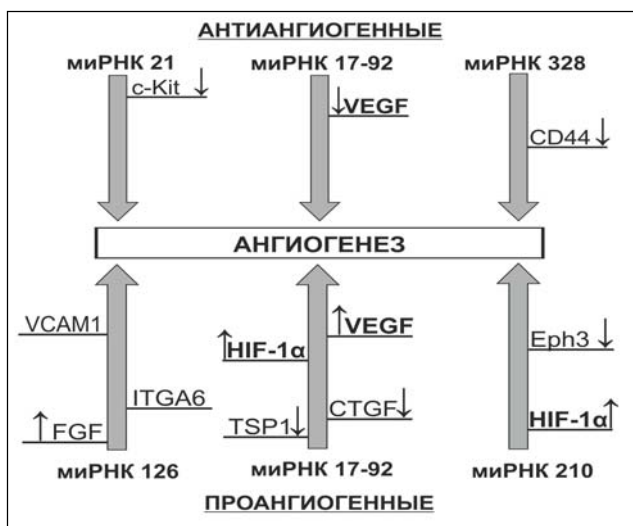 АНТИАНГИОГЕННЫЕ
миРНК 21 миРНК 17-92 миРНК 328
c-Kit ↓
↓VEGF
CD44 ↓
АНГИОГЕНЕЗ
VCAM1
↑VEGF
↑HIF-1α
Eph3 ↓
ITGA6
CTGF↓
↑FGF
TSP1↓
HIF-1α↑
миРНК 126 миРНК 17-92 миРНК 210
ПРОАНГИОГЕННЫЕ